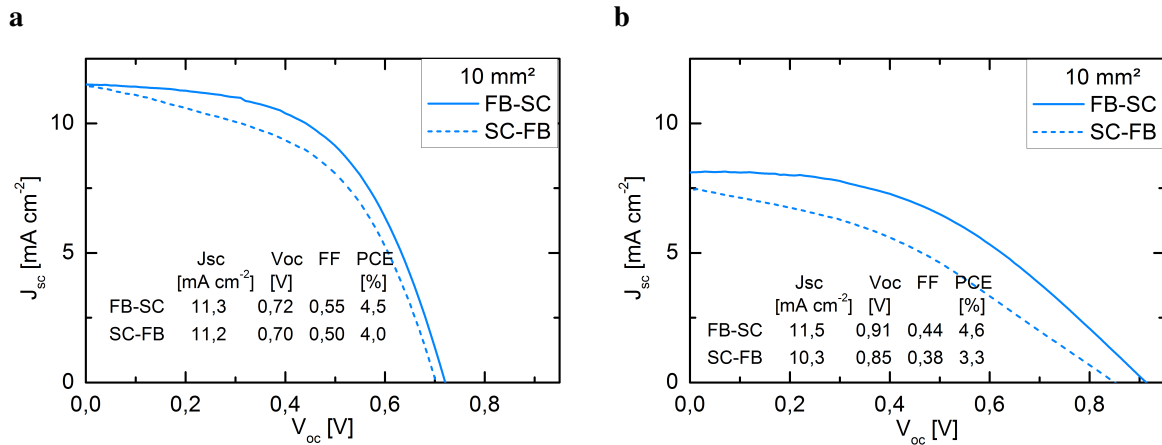 a
10 mm²
FB-SC
SC-FB
10
5
0
J_sc [mA cm⁻²]
Jsc Voc FF PCE
[mA cm⁻²] [V] [%]
FB-SC 11,3 0,72 0,55 4,5
SC-FB 11,2 0,70 0,50 4,0
0,0 0,2 0,4 0,6 0,8
V_oc [V]
b
10 mm²
FB-SC
SC-FB
10
5
0
J_sc [mA cm⁻²]
Jsc Voc FF PCE
[mA cm⁻²] [V] [%]
FB-SC 11,5 0,91 0,44 4,6
SC-FB 10,3 0,85 0,38 3,3
0,0 0,2 0,4 0,6 0,8
V_oc [V]